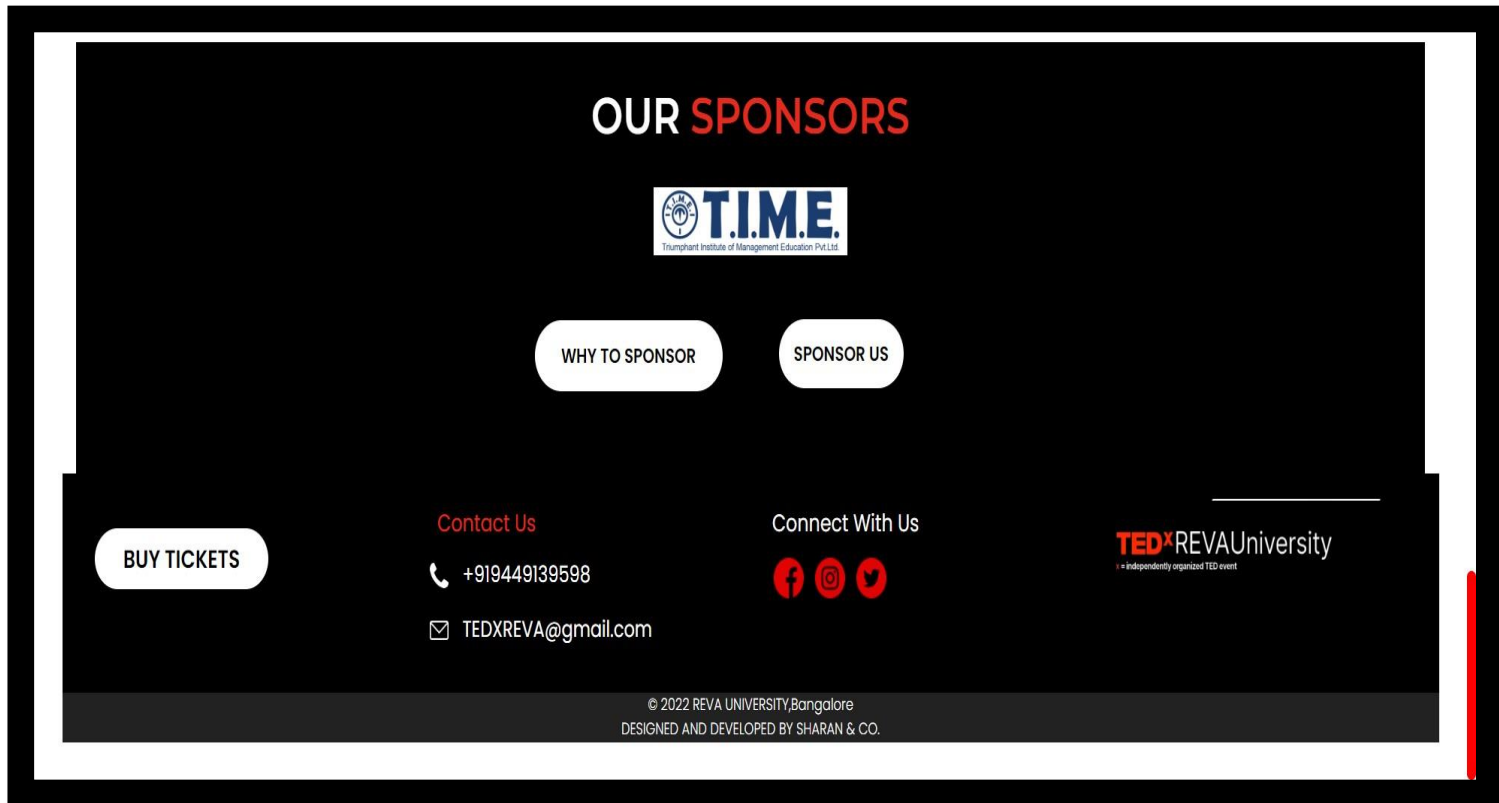 OUR SPONSORS
T.I.M.E.
T.I.M.E.
Triumphant Institute of Management Education Pvt.Ltd.
WHY TO SPONSOR
SPONSOR US
BUY TICKETS
Contact Us
+919449139598
TEDXREVA@gmail.com
Connect With Us
TEDxREVAUniversity
x = independently organized TED event
© 2022 REVA UNIVERSITY,Bangalore
DESIGNED AND DEVELOPED BY SHARAN & CO.